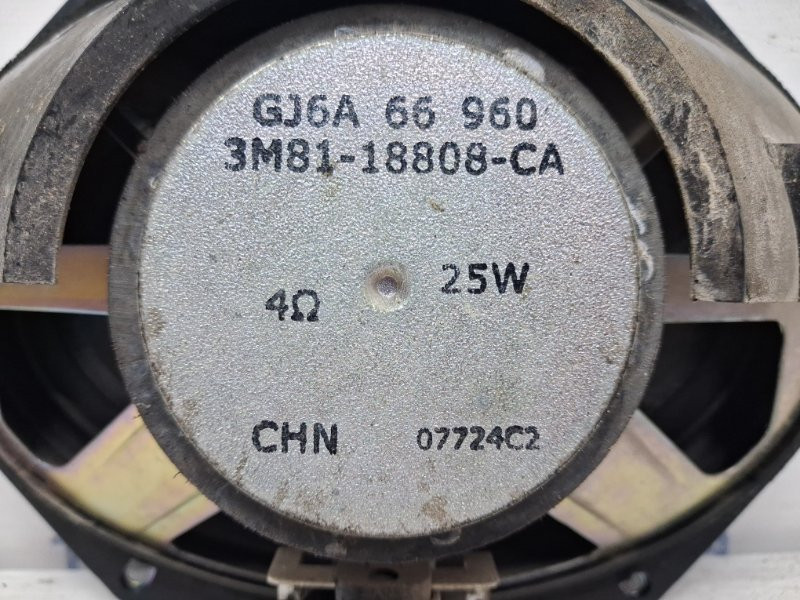 GJ6A 66 960
3M81-18808-CA
4Ω 25W
CHN 07724C2